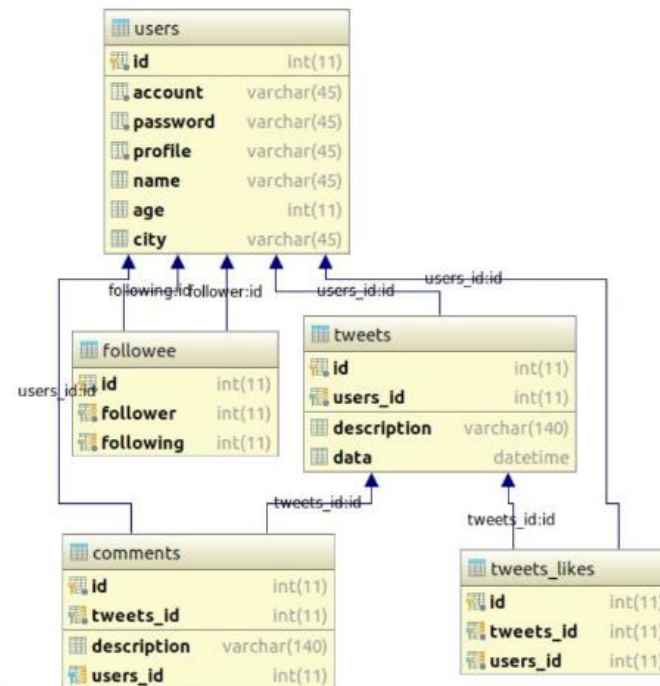 users
id int(11)
account varchar(45)
password varchar(45)
profile varchar(45)
name varchar(45)
age int(11)
city varchar(45)
following:id
follower:id
users_id:id
users_id:id
followee
id int(11)
follower int(11)
following int(11)
users_id:id
tweets
id int(11)
users_id int(11)
description varchar(140)
data datetime
tweets_id:id
tweets_id:id
comments
id int(11)
tweets_id int(11)
description varchar(140)
users_id int(11)
tweets_likes
id int(11)
tweets_id int(11)
users_id int(11)